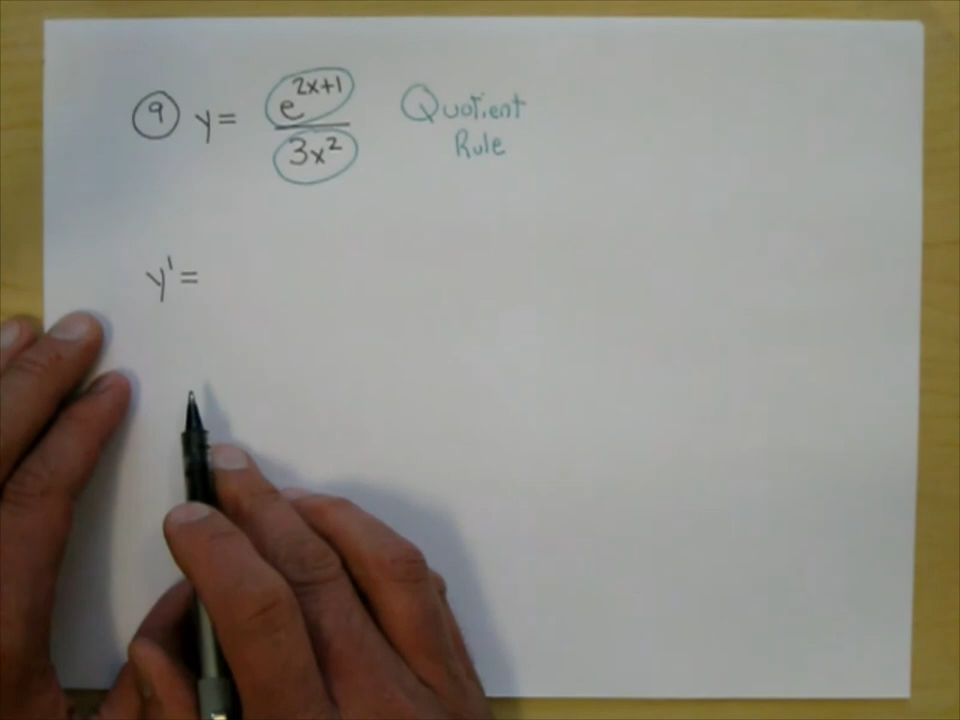 ⑨ y = e^{2x+1} / 3x² Quotient
Rule
y' =